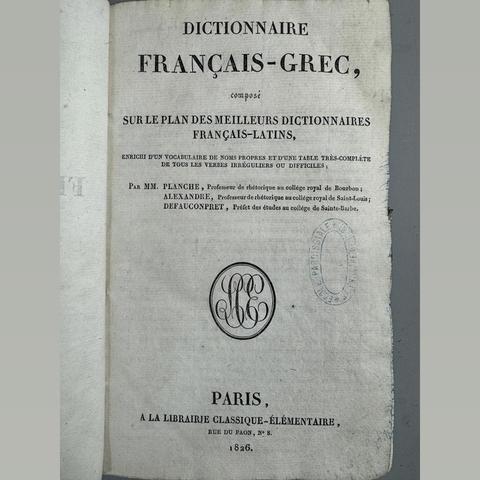 DICTIONNAIRE
FRANÇAIS-GREC,
composé
SUR LE PLAN DES MEILLEURS DICTIONNAIRES
FRANÇAIS-LATINS,
ENRICHI D'UN VOCABULAIRE DE NOMS PROPRES ET D'UNE TABLE TRÈS-COMPLÈTE
DE TOUS LES VERBES IRRÉGULIERS OU DIFFICILES;
PAR MM. PLANCHE, Professeur de rhétorique au collége royal de Bourbon;
ALEXANDRE, Professeur de rhétorique au collége royal de Saint-Louis;
DEFAUCONPRET, Préfet des études au collége de Sainte-Barbe.
PARIS,
A LA LIBRAIRIE CLASSIQUE-ÉLÉMENTAIRE,
RUE DU PAON, N° 8.
1826.